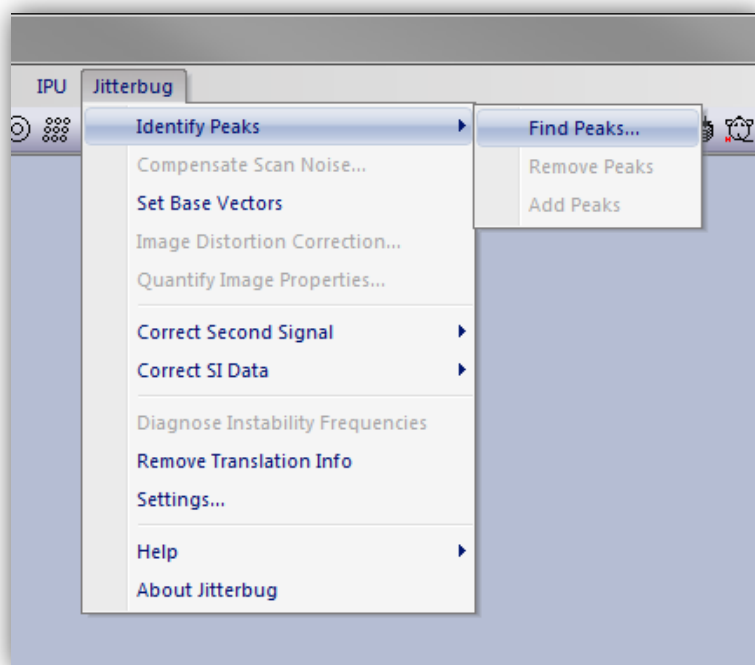 IPU Jitterbug
Identify Peaks
Compensate Scan Noise...
Set Base Vectors
Image Distortion Correction...
Quantify Image Properties...
Correct Second Signal
Correct SI Data
Diagnose Instability Frequencies
Remove Translation Info
Settings...
Help
About Jitterbug
Find Peaks...
Remove Peaks
Add Peaks